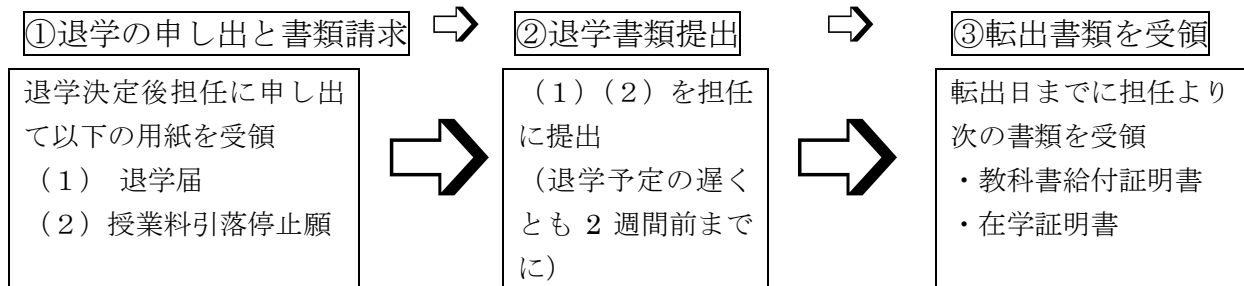 ①退学の申し出と書類請求
②退学書類提出
③転出書類を受領
退学決定後担任に申し出
て以下の用紙を受領
（１） 退学届
（２）授業料引落停止願
（１）（２）を担任
に提出
（退学予定の遅く
とも 2 週間前まで
に）
転出日までに担任より
次の書類を受領
・教科書給付証明書
・在学証明書